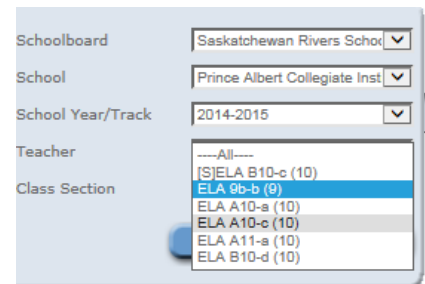 Schoolboard Saskatchewan Rivers Schoo
School Prince Albert Collegiate Inst
School Year/Track 2014-2015
Teacher
----All----
[S]ELA B10-c (10)
Class Section
ELA 9b-b (9)
ELA A10-a (10)
ELA A10-c (10)
ELA A11-a (10)
ELA B10-d (10)